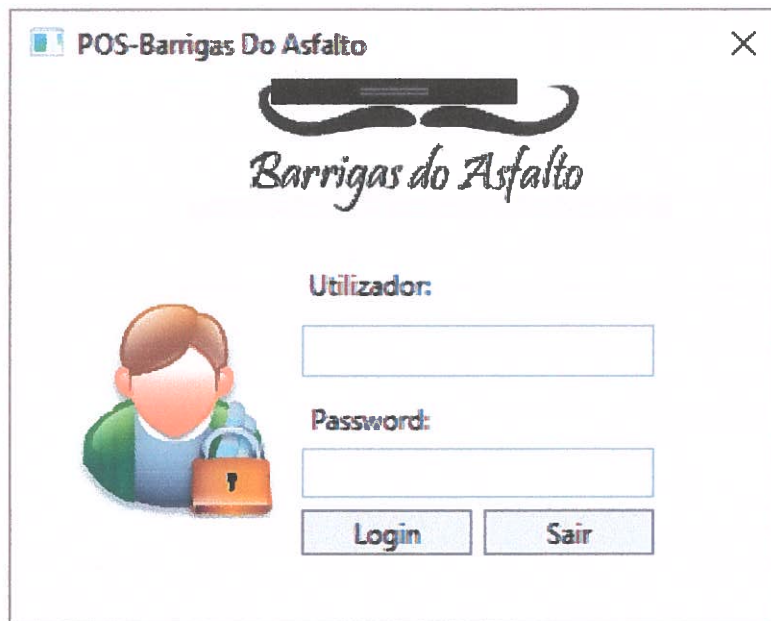 POS-Barrigas Do Asfalto
Barrigas do Asfalto
Utilizador:
Password:
Login Sair